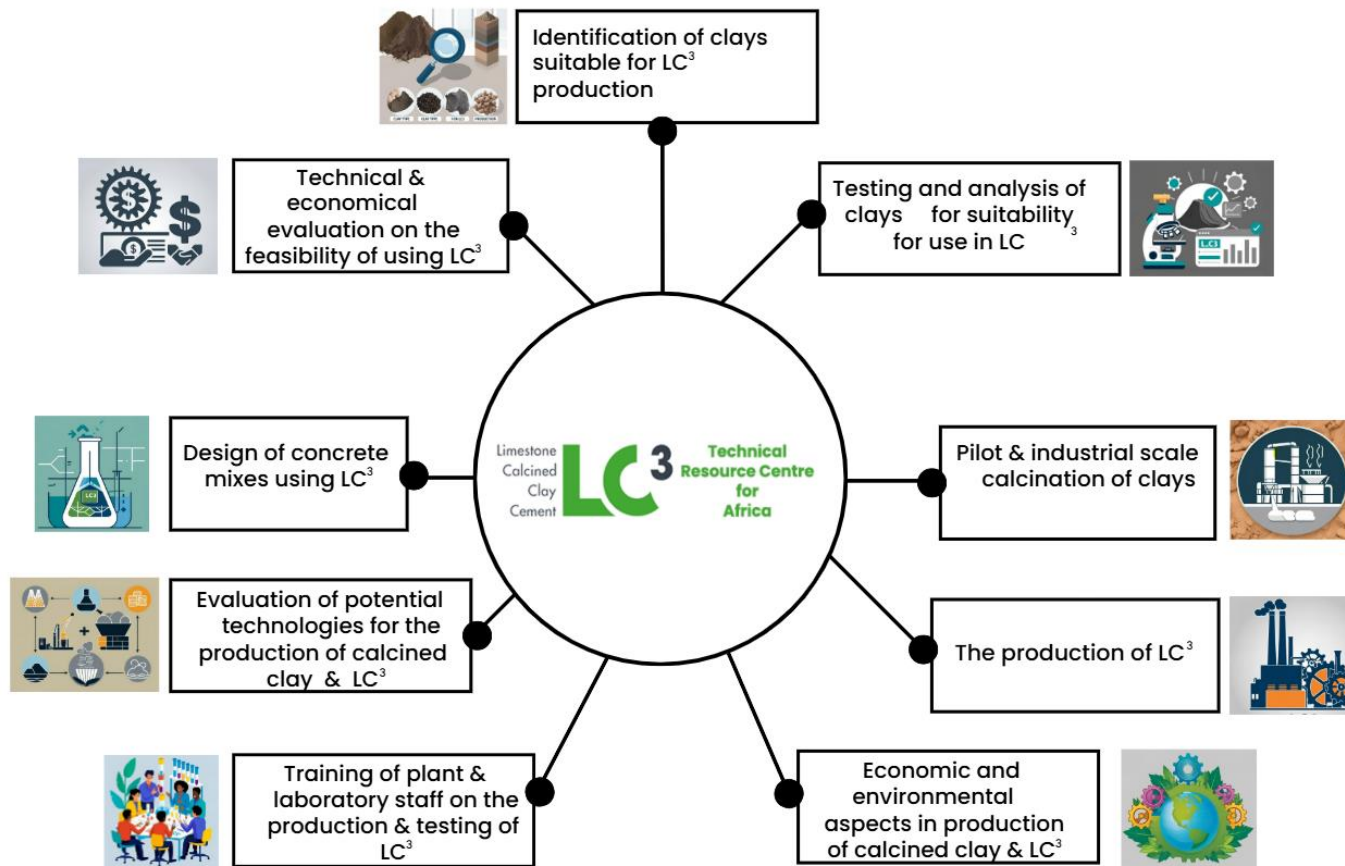 Identification of clays
suitable for LC³
production
CLAY TYPE
PRODUCTION
Technical &
economical
evaluation on the
feasibility of using LC³
Testing and analysis of
clays for suitability
for use in LC³
Limestone
Calcined
Clay
Cement
LC³
Technical
Resource Centre
for
Africa
Design of concrete
mixes using LC³
Pilot & industrial scale
calcination of clays
Evaluation of potential
technologies for the
production of calcined
clay & LC³
The production of LC³
Training of plant &
laboratory staff on the
production & testing of
LC³
Economic and
environmental
aspects in production
of calcined clay & LC³